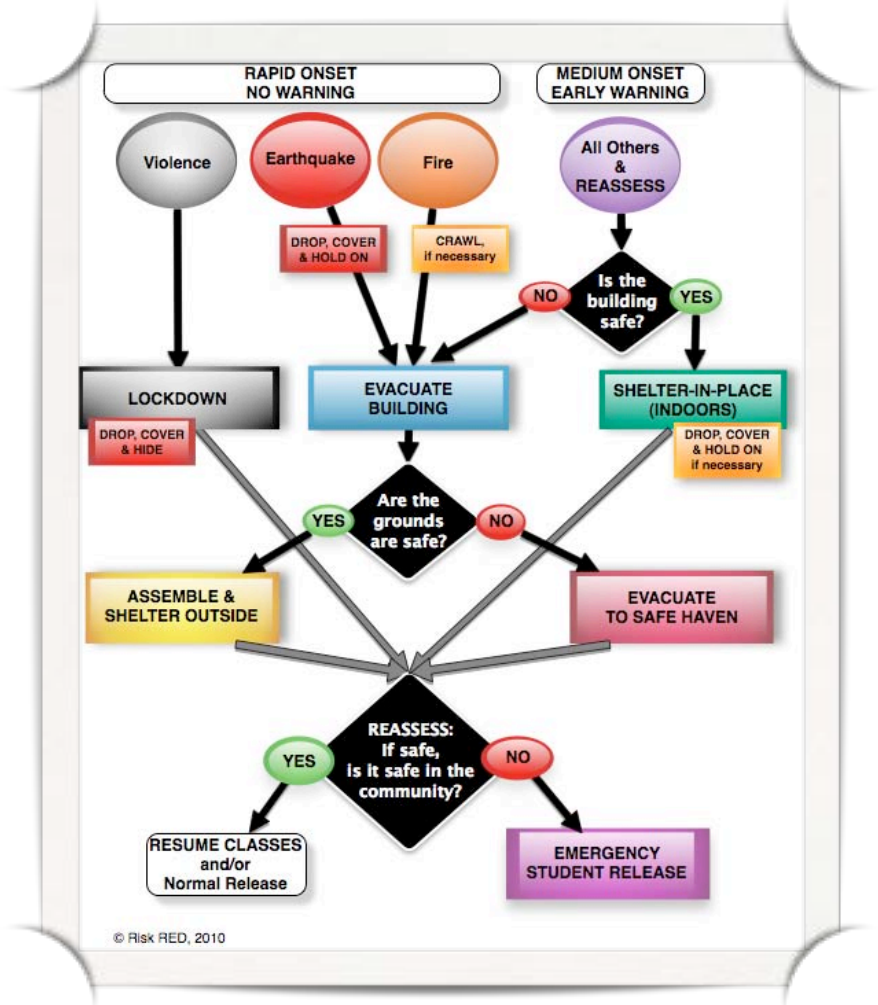 RAPID ONSET
NO WARNING
MEDIUM ONSET
EARLY WARNING
Violence
Earthquake
Fire
All Others
&
REASSESS
DROP, COVER
& HOLD ON
CRAWL,
if necessary
Is the
building
safe?
NO
YES
LOCKDOWN
DROP, COVER
& HIDE
EVACUATE
BUILDING
SHELTER-IN-PLACE
(INDOORS)
DROP, COVER
& HOLD ON
if necessary
Are the
grounds
are safe?
YES
NO
ASSEMBLE &
SHELTER OUTSIDE
EVACUATE
TO SAFE HAVEN
REASSESS:
If safe,
is it safe in the
community?
YES
NO
RESUME CLASSES
and/or
Normal Release
EMERGENCY
STUDENT RELEASE
© Risk RED, 2010